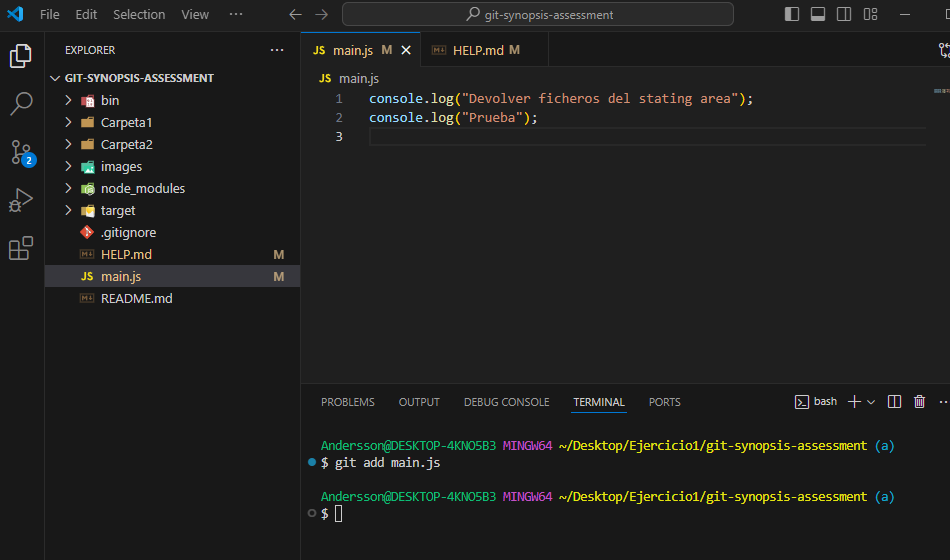 File Edit Selection View ··· git-synopsis-assessment
EXPLORER ···
GIT-SYNOPSIS-ASSESSMENT
bin
Carpeta1
Carpeta2
images
node_modules
target
.gitignore
HELP.md M
JS main.js M
README.md
2
JS main.js M HELP.md M
JS main.js
1 console.log("Devolver ficheros del stating area");
2 console.log("Prueba");
3
PROBLEMS OUTPUT DEBUG CONSOLE TERMINAL PORTS bash
Andersson@DESKTOP-4KNO5B3 MINGW64 ~/Desktop/Ejercicio1/git-synopsis-assessment (a)
$ git add main.js
Andersson@DESKTOP-4KNO5B3 MINGW64 ~/Desktop/Ejercicio1/git-synopsis-assessment (a)
$